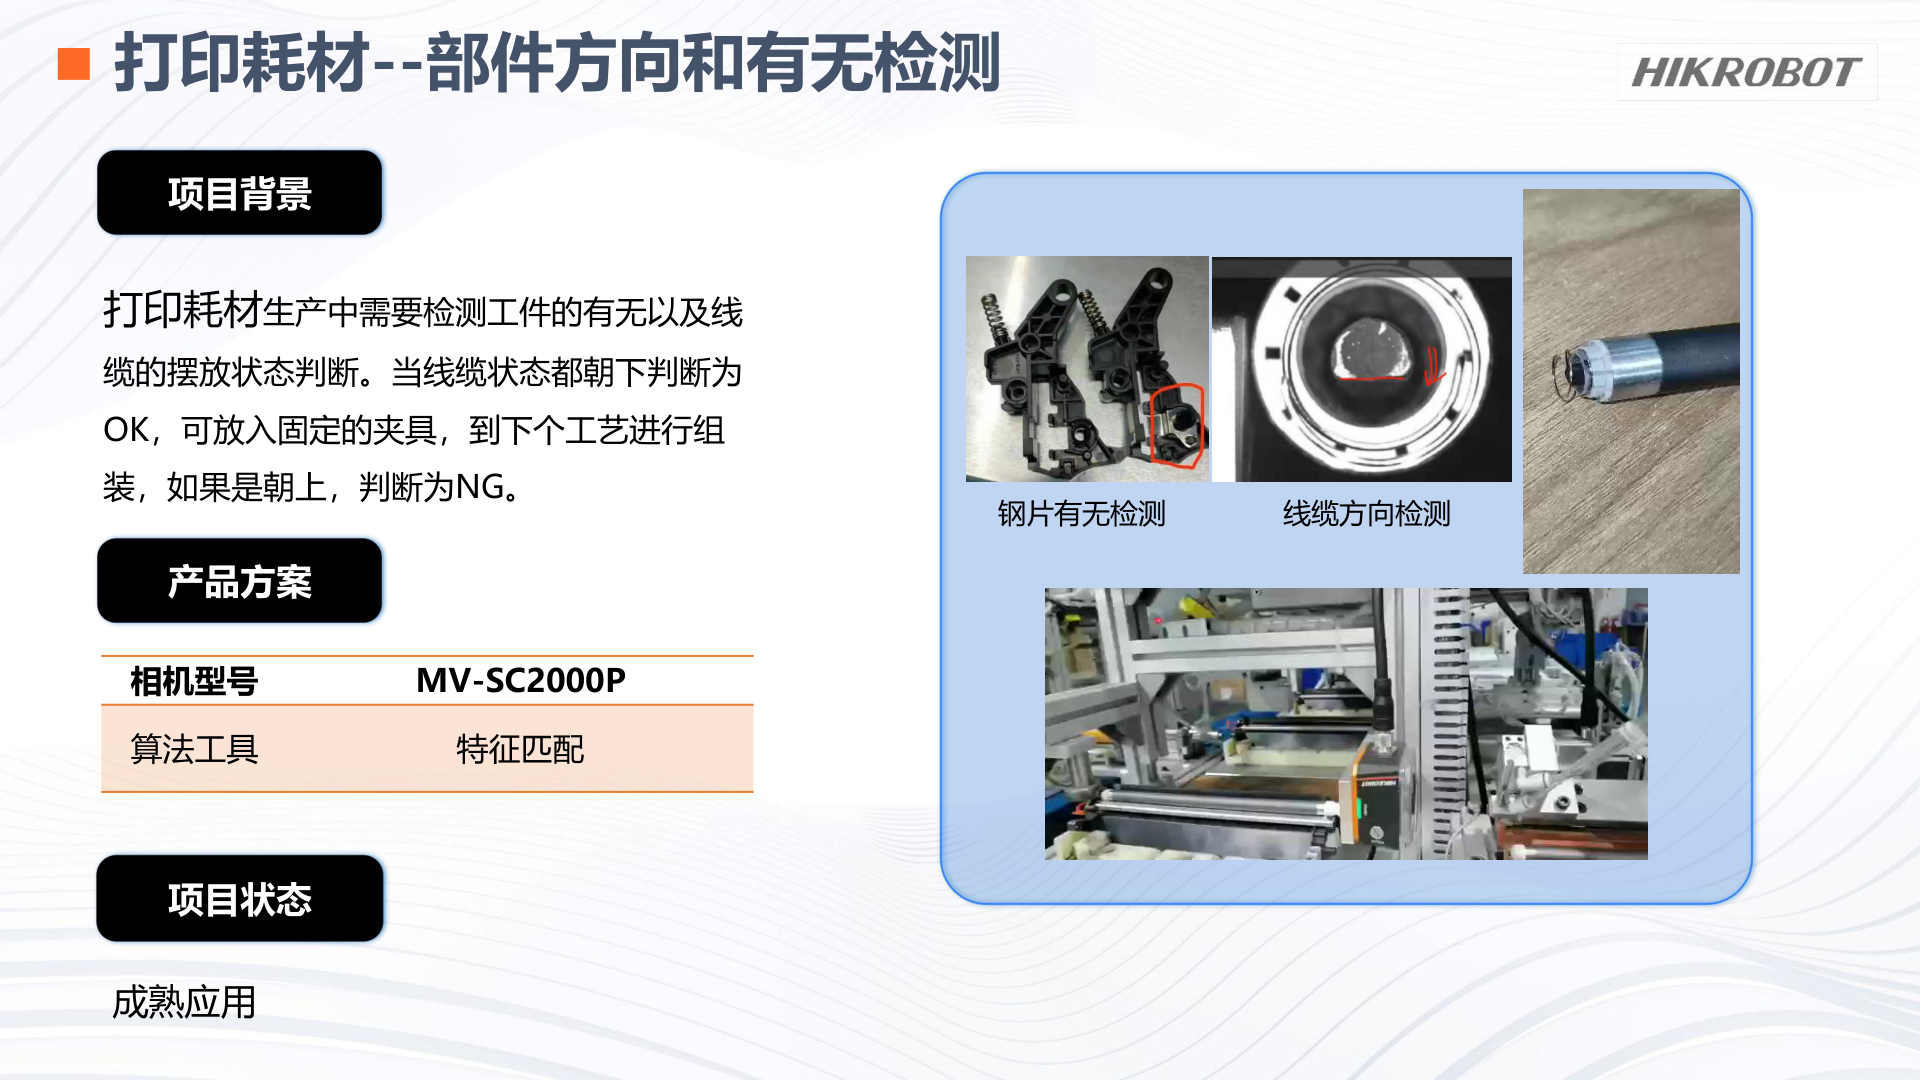 打印耗材--部件方向和有无检测
HIKROBOT
项目背景
打印耗材生产中需要检测工件的有无以及线
缆的摆放状态判断。当线缆状态都朝下判断为
OK，可放入固定的夹具，到下个工艺进行组
装，如果是朝上，判断为NG。
产品方案
相机型号 MV-SC2000P
算法工具 特征匹配
项目状态
成熟应用
钢片有无检测 线缆方向检测
HIKROBOT